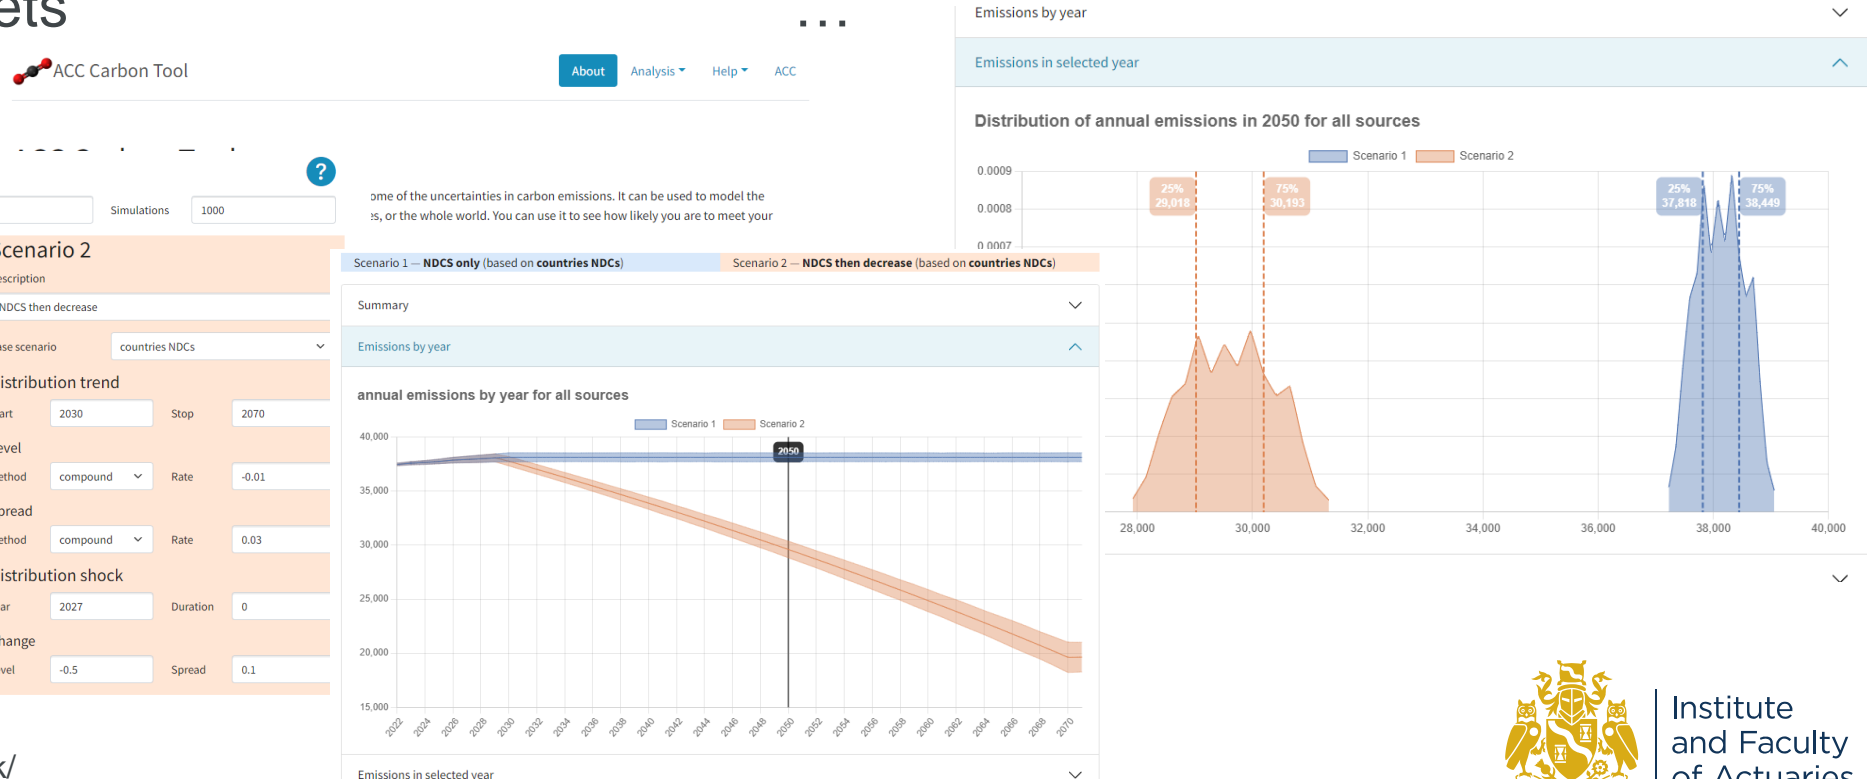 ets
...
ACC Carbon Tool
About
Analysis
Help
ACC
ACC Carbon Tool
?
ome of the uncertainties in carbon emissions. It can be used to model the
es, or the whole world. You can use it to see how likely you are to meet your
Simulations
1000
cenario 2
escription
NDCS then decrease
ase scenario
countries NDCs
istribution trend
art
2030
Stop
2070
evel
ethod
compound
Rate
-0.01
pread
ethod
compound
Rate
0.03
istribution shock
ar
2027
Duration
0
hange
evel
-0.5
Spread
0.1
k/
Scenario 1 — NDCS only (based on countries NDCs)
Scenario 2 — NDCS then decrease (based on countries NDCs)
Summary
Emissions by year
annual emissions by year for all sources
Scenario 1
Scenario 2
40,000
35,000
30,000
25,000
20,000
15,000
2050
2022
2024
2026
2028
2030
2032
2034
2036
2038
2040
2042
2044
2046
2048
2050
2052
2054
2056
2058
2060
2062
2064
2066
2068
2070
Emissions in selected year
Emissions by year
Emissions in selected year
Distribution of annual emissions in 2050 for all sources
Scenario 1
Scenario 2
0.0009
0.0008
0.0007
25%
29,018
75%
30,193
25%
37,818
75%
38,449
28,000
30,000
32,000
34,000
36,000
38,000
40,000
Institute
and Faculty
of Actuaries